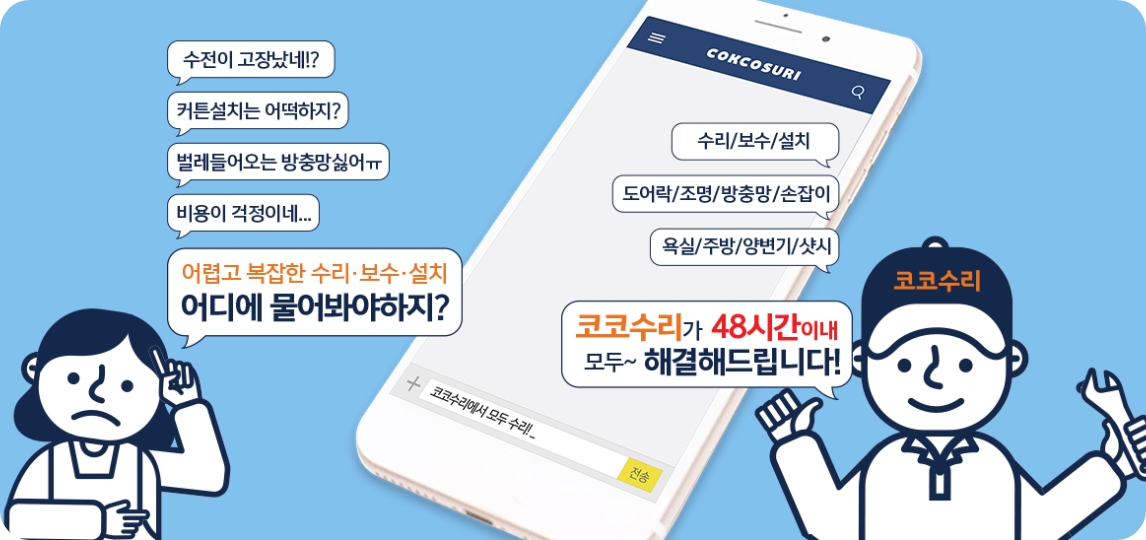 수전이 고장났네!?
커튼설치는 어떡하지?
벌레들어오는 방충망싫어ㅠ
비용이 걱정이네...
어렵고 복잡한 수리·보수·설치
어디에 물어봐야하지?
COKCOSURI
수리/보수/설치
도어락/조명/방충망/손잡이
욕실/주방/양변기/샷시
코코수리가 48시간이내
모두~ 해결해드립니다!
코코수리
코코수리에서 모두 수리!_
전송